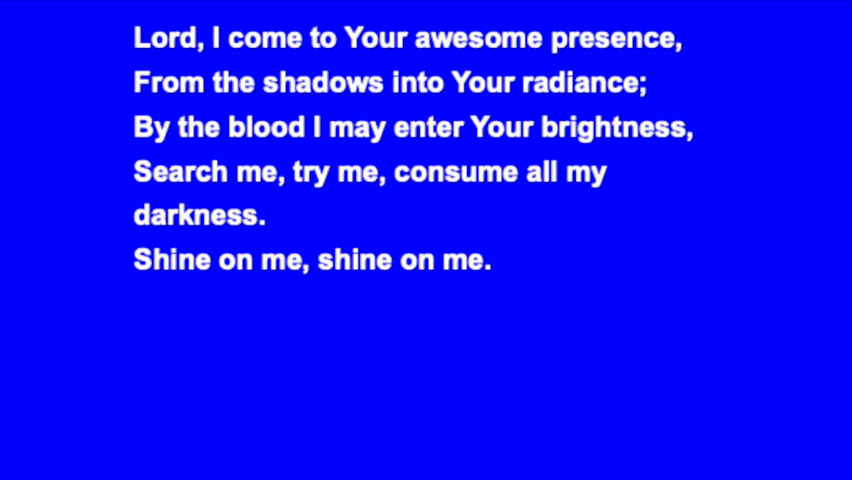 Lord, I come to Your awesome presence,
From the shadows into Your radiance;
By the blood I may enter Your brightness,
Search me, try me, consume all my
darkness.
Shine on me, shine on me.